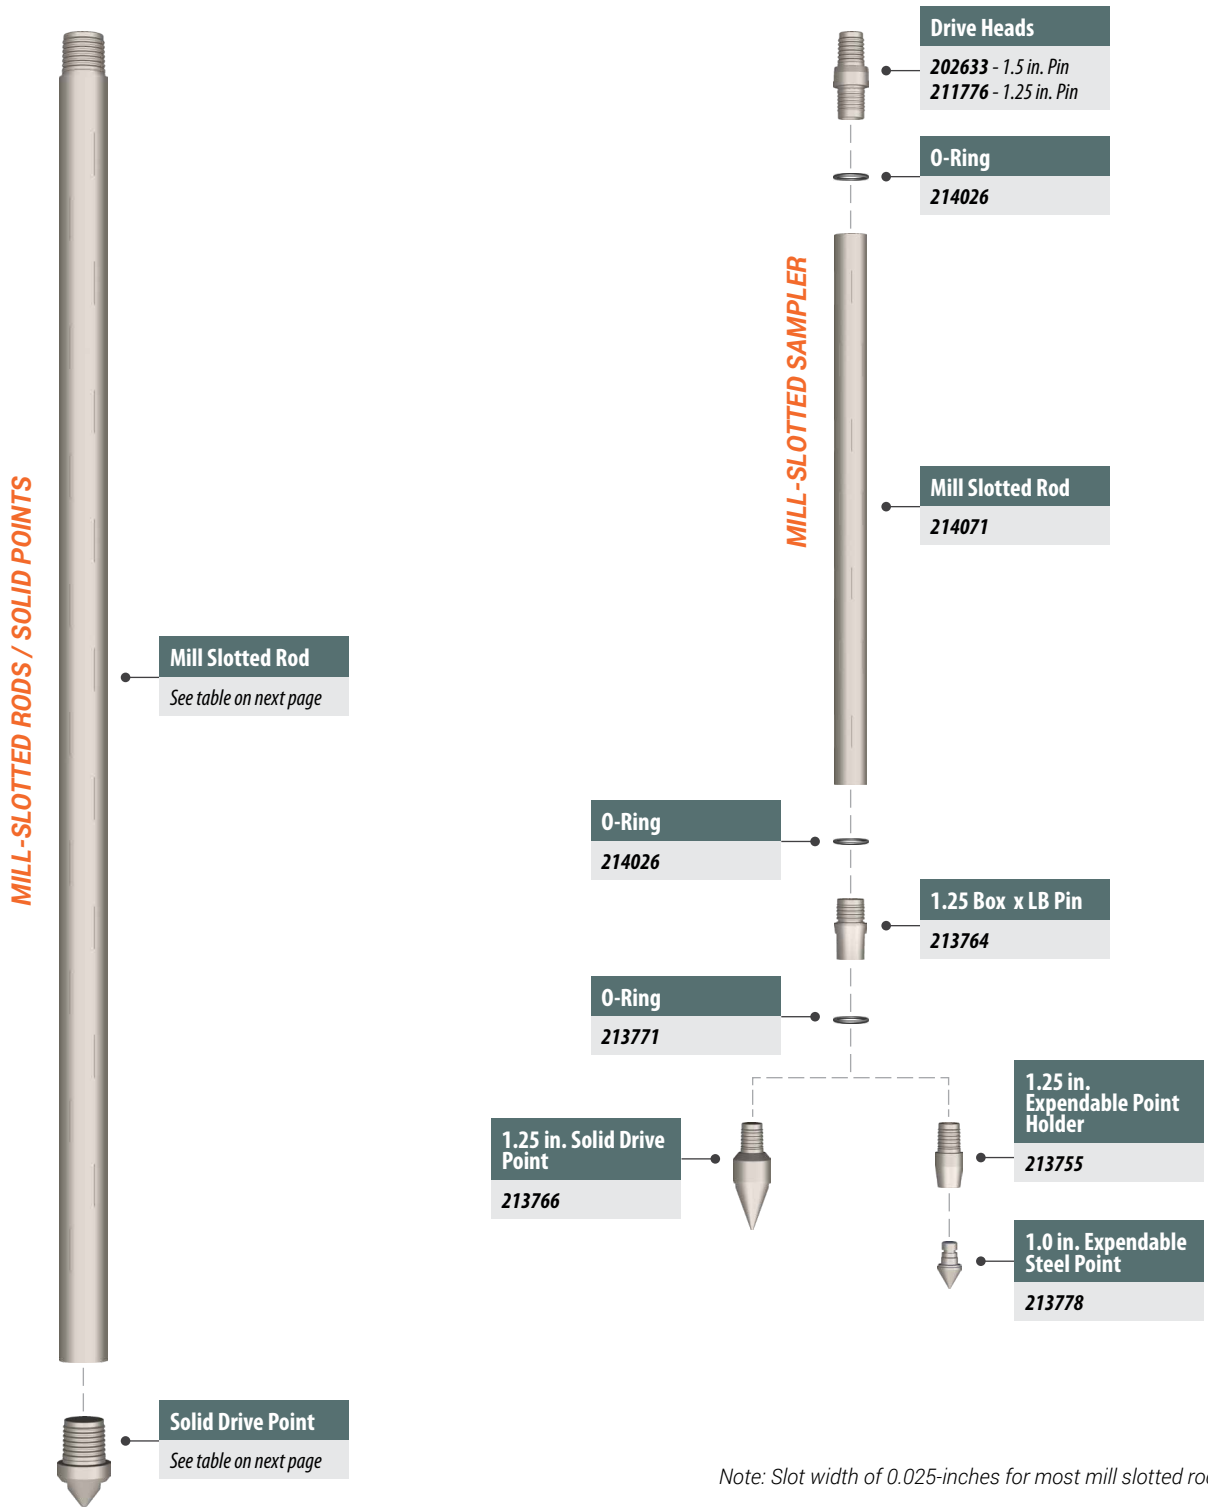 MILL-SLOTTED RODS / SOLID POINTS
Mill Slotted Rod
See table on next page
Solid Drive Point
See table on next page
MILL-SLOTTED SAMPLER
Drive Heads
202633 - 1.5 in. Pin
211776 - 1.25 in. Pin
O-Ring
214026
Mill Slotted Rod
214071
O-Ring
214026
1.25 Box x LB Pin
213764
O-Ring
213771
1.25 in. Solid Drive
Point
213766
1.25 in.
Expendable Point
Holder
213755
1.0 in. Expendable
Steel Point
213778
Note: Slot width of 0.025-inches for most mill slotted